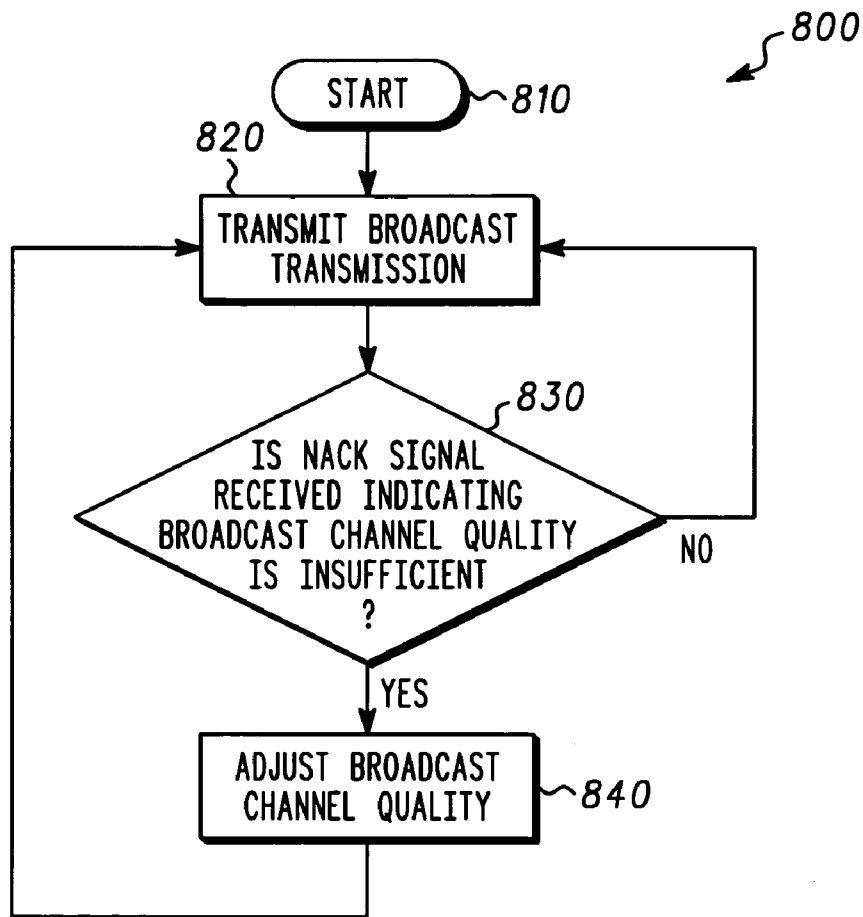 800
START
810
820
TRANSMIT BROADCAST
TRANSMISSION
830
IS NACK SIGNAL
RECEIVED INDICATING
BROADCAST CHANNEL QUALITY
IS INSUFFICIENT
?
NO
YES
ADJUST BROADCAST
CHANNEL QUALITY
840